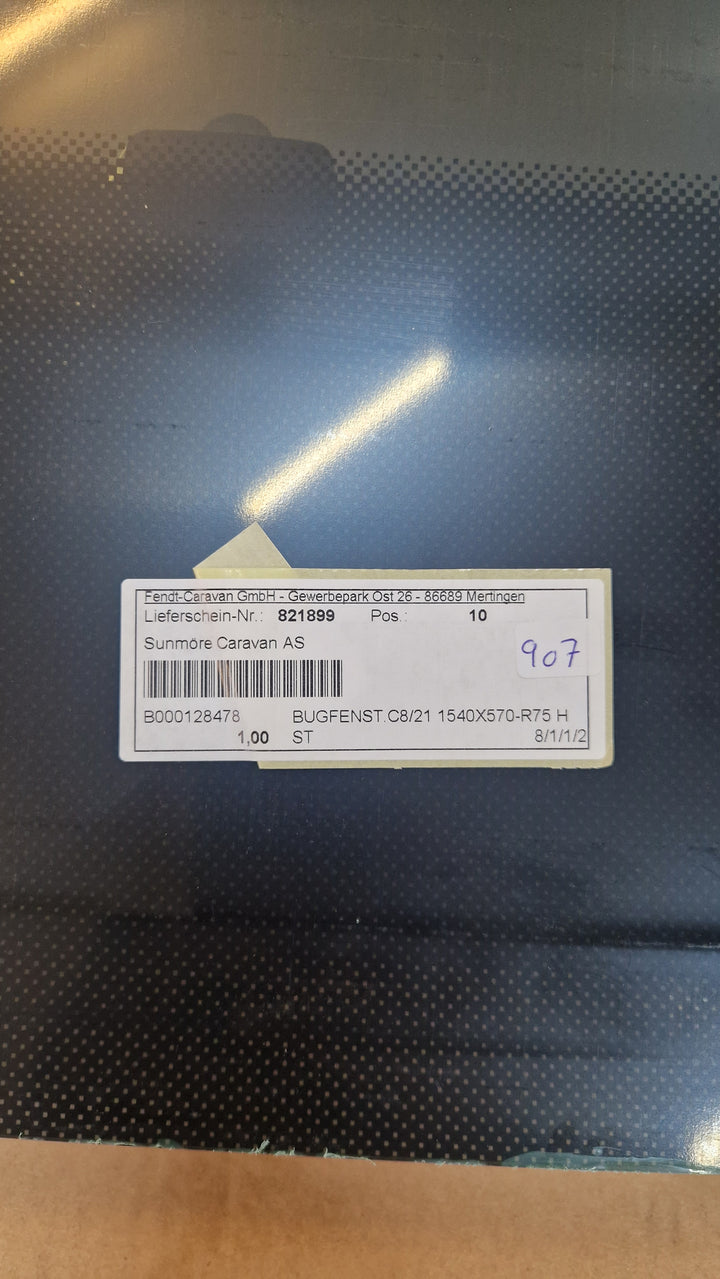 Fendt-Caravan GmbH - Gewerbepark Ost 26 - 86689 Mertingen
Lieferschein-Nr.: 821899 Pos.: 10
Sunmöre Caravan AS
907
B000128478 BUGFENST.C8/21 1540X570-R75 H
1,00 ST 8/1/1/2